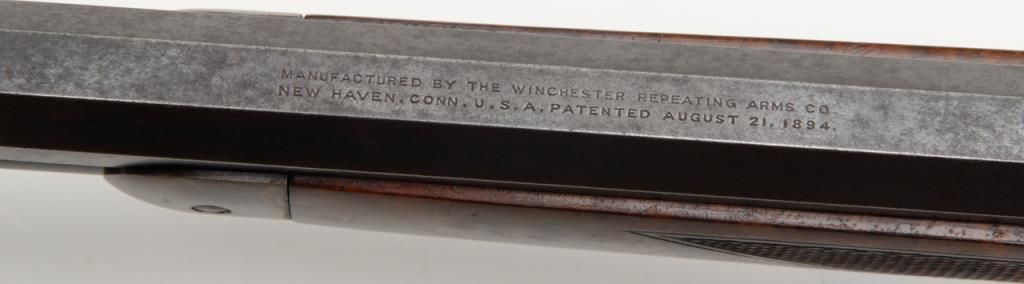 MANUFACTURED BY THE WINCHESTER REPEATING ARMS CO
NEW HAVEN. CONN. U.S.A. PATENTED AUGUST 21. 1894.